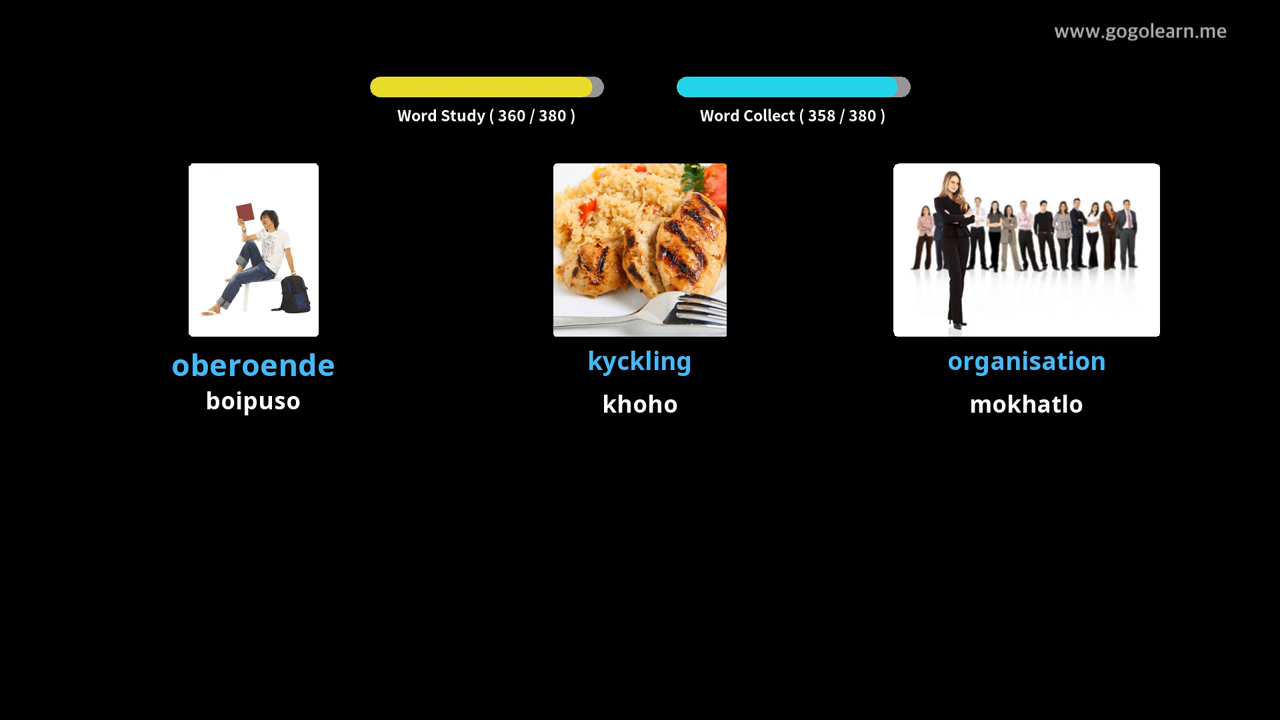 www.gogolearn.me
Word Study ( 360 / 380 )
Word Collect ( 358 / 380 )
oberoende
boipuso
kyckling
khoho
organisation
mokhatlo